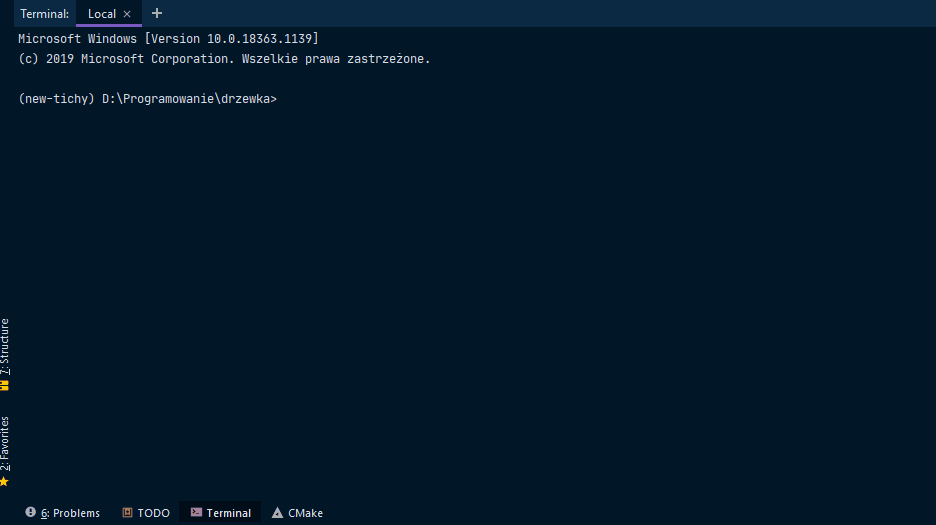 Terminal: Local × +
Microsoft Windows [Version 10.0.18363.1139]
(c) 2019 Microsoft Corporation. Wszelkie prawa zastrzeżone.
(new-tichy) D:\Programowanie\drzewka>
7: Structure
2: Favorites
6: Problems TODO Terminal CMake